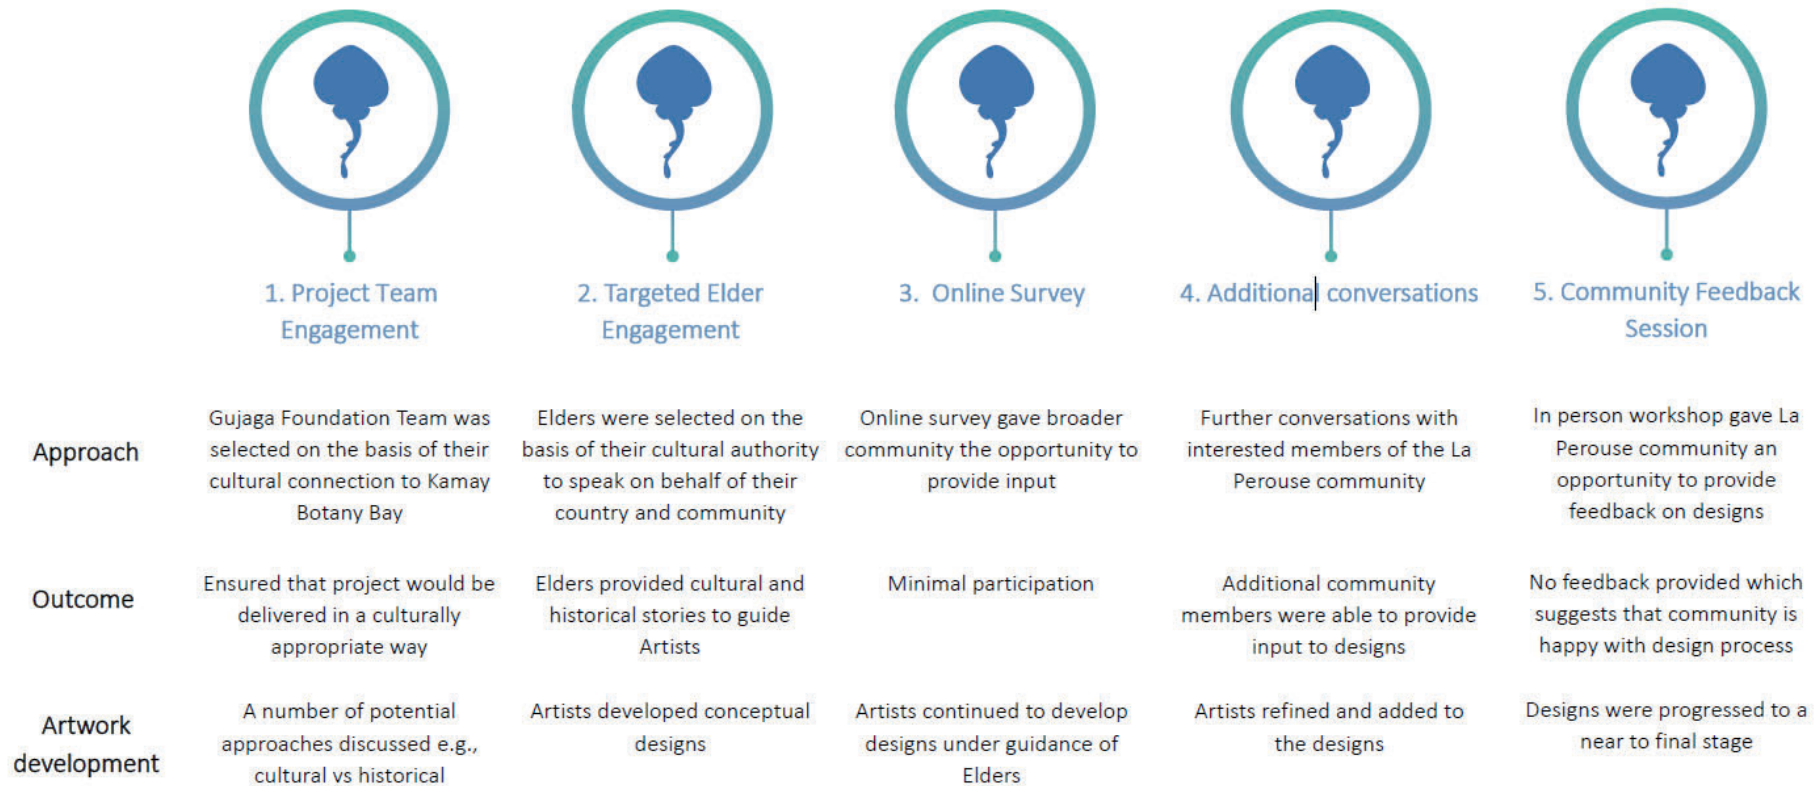 1. Project Team
Engagement
2. Targeted Elder
Engagement
3. Online Survey
4. Additional conversations
5. Community Feedback
Session
Approach
Gujaga Foundation Team was
selected on the basis of their
cultural connection to Kamay
Botany Bay
Elders were selected on the
basis of their cultural authority
to speak on behalf of their
country and community
Online survey gave broader
community the opportunity to
provide input
Further conversations with
interested members of the La
Perouse community
In person workshop gave La
Perouse community an
opportunity to provide
feedback on designs
Outcome
Ensured that project would be
delivered in a culturally
appropriate way
Elders provided cultural and
historical stories to guide
Artists
Minimal participation
Additional community
members were able to provide
input to designs
No feedback provided which
suggests that community is
happy with design process
Artwork
development
A number of potential
approaches discussed e.g.,
cultural vs historical
Artists developed conceptual
designs
Artists continued to develop
designs under guidance of
Elders
Artists refined and added to
the designs
Designs were progressed to a
near to final stage